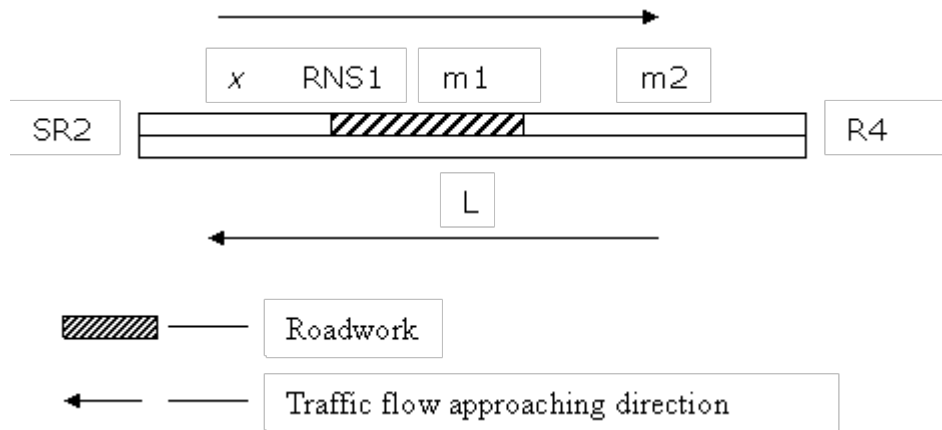 x RNS1 m1 m2
SR2 R4
L
Roadwork
Traffic flow approaching direction